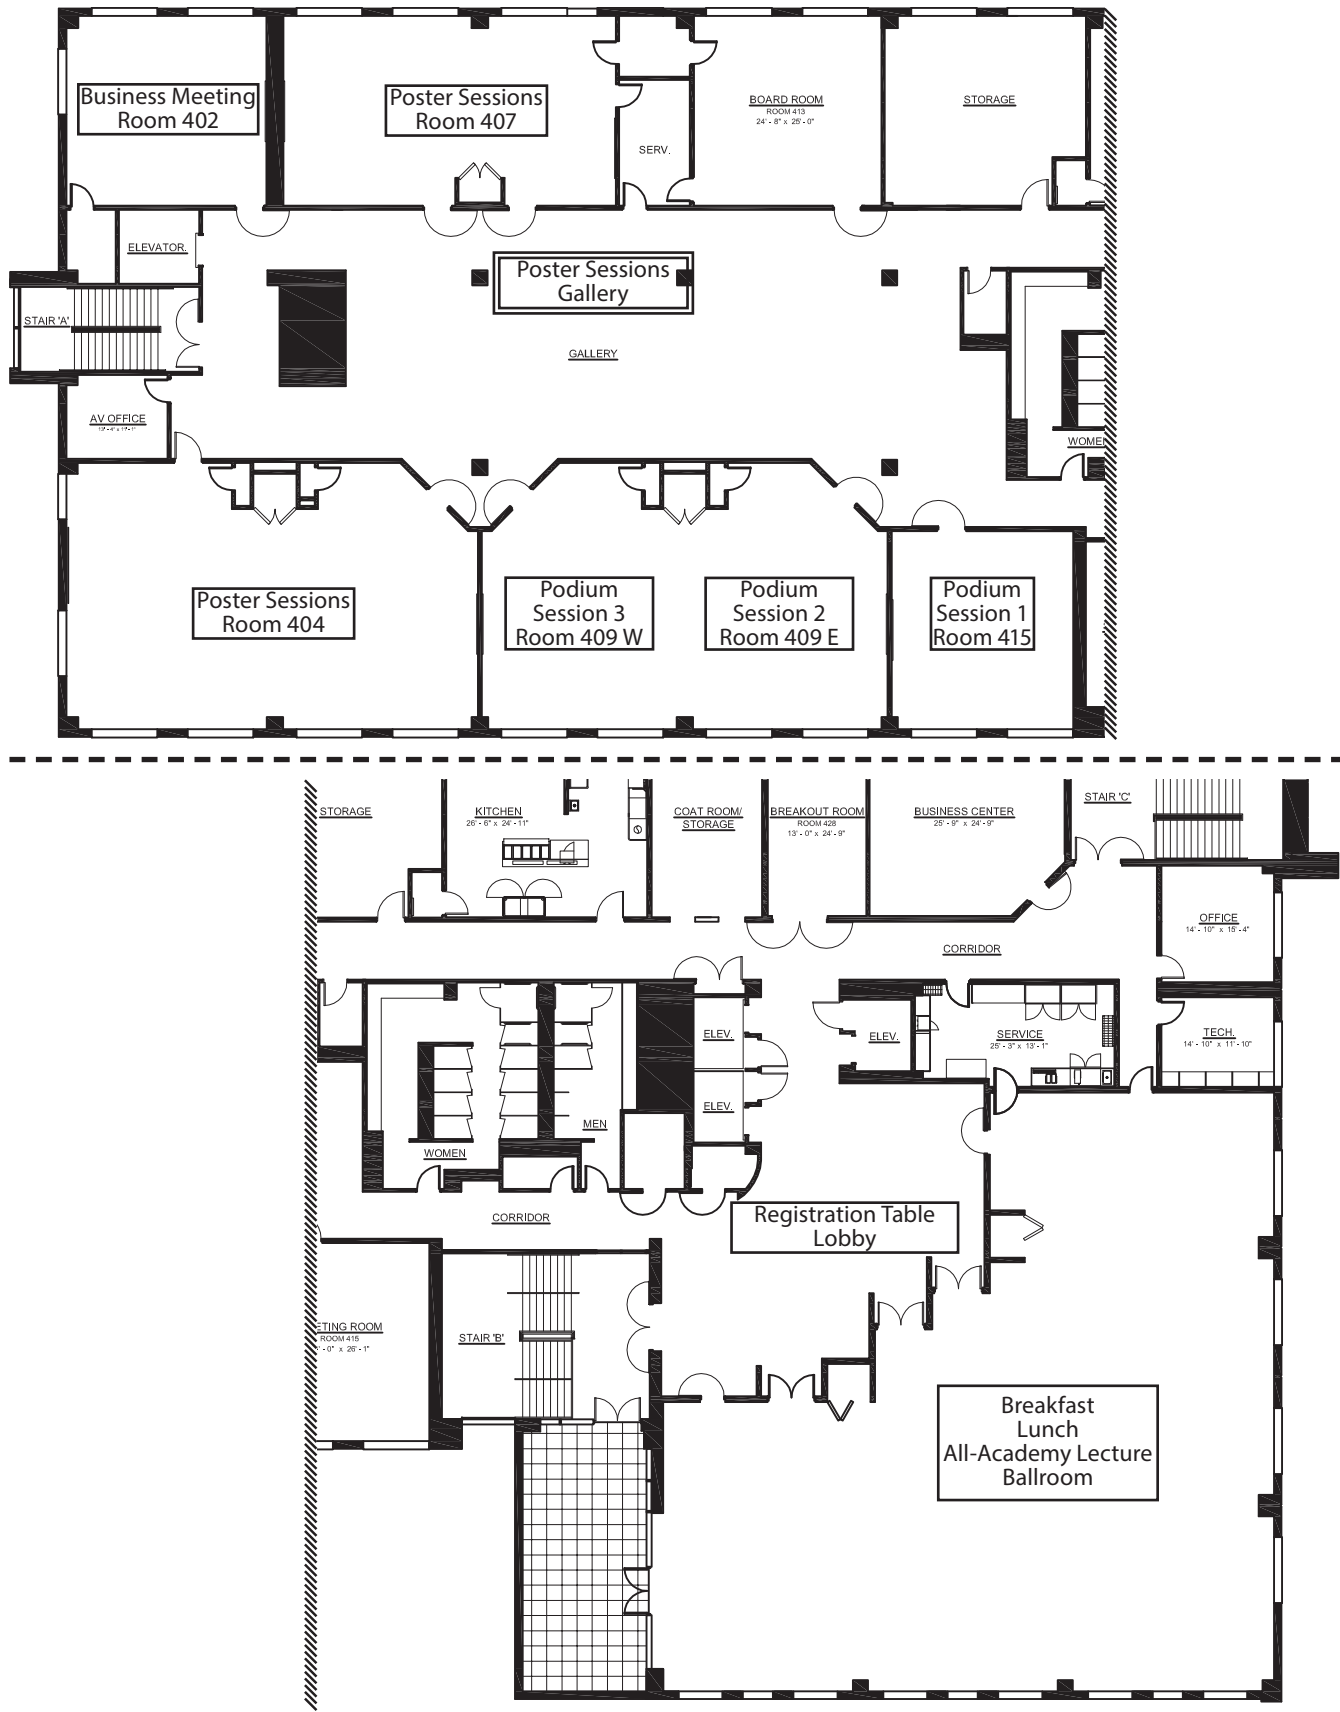 Business Meeting
Room 402
Poster Sessions
Room 407
BOARD ROOM
ROOM 413
24' - 8" x 25' - 0"
STORAGE
SERV.
ELEVATOR.
Poster Sessions
Gallery
STAIR 'A'
GALLERY
AV OFFICE
WOME
Poster Sessions
Room 404
Podium
Session 3
Room 409 W
Podium
Session 2
Room 409 E
Podium
Session 1
Room 415
STORAGE
KITCHEN
26' - 6" x 24' - 11"
COAT ROOM/
STORAGE
BREAKOUT ROOM
ROOM 428
13' - 0" x 24' - 9"
BUSINESS CENTER
25' - 9" x 24' - 9"
STAIR 'C'
OFFICE
14' - 10" x 15' - 4"
CORRIDOR
ELEV.
ELEV.
SERVICE
25' - 3" x 13' - 1"
TECH.
14' - 10" x 11' - 10"
ELEV.
MEN
WOMEN
CORRIDOR
Registration Table
Lobby
ETING ROOM
ROOM 415
' - 0" x 26' - 1"
STAIR 'B'
Breakfast
Lunch
All-Academy Lecture
Ballroom